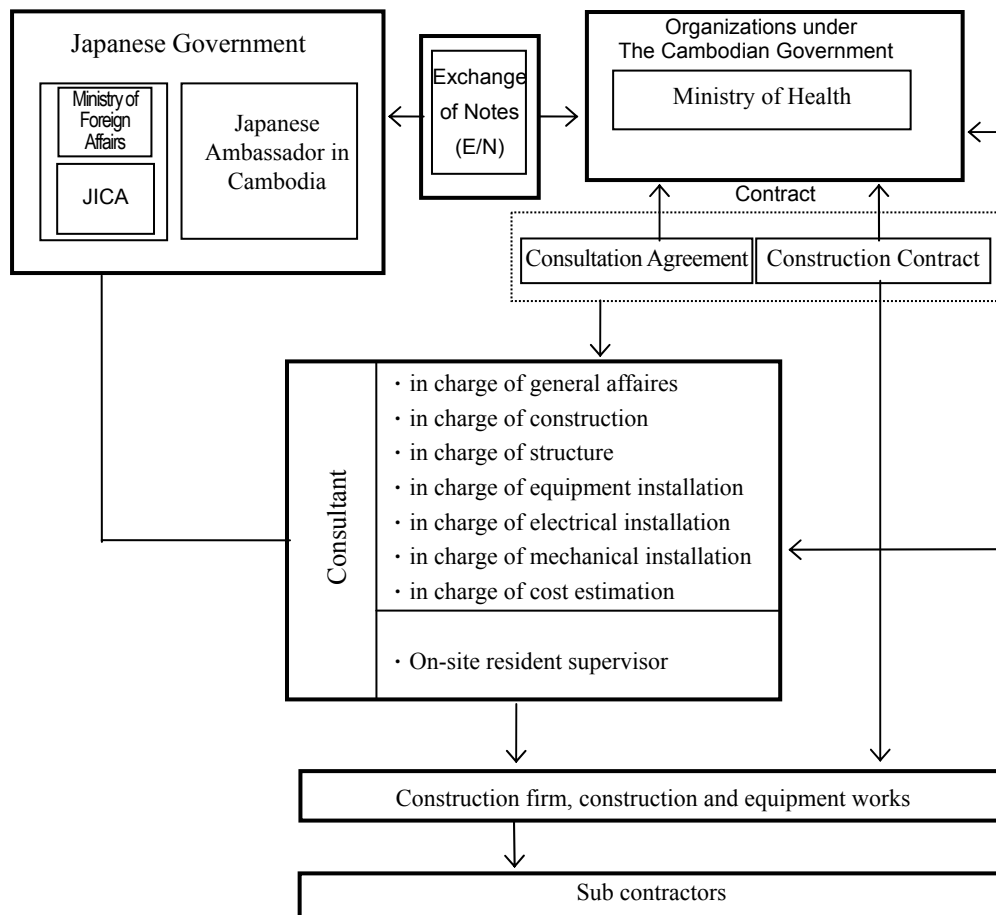 Japanese Government
Ministry of
Foreign
Affairs
JICA
Japanese
Ambassador in
Cambodia
Exchange
of Notes
(E/N)
Organizations under
The Cambodian Government
Ministry of Health
Contract
Consultation Agreement
Construction Contract
Consultant
・in charge of general affaires
・in charge of construction
・in charge of structure
・in charge of equipment installation
・in charge of electrical installation
・in charge of mechanical installation
・in charge of cost estimation
・On-site resident supervisor
Construction firm, construction and equipment works
Sub contractors